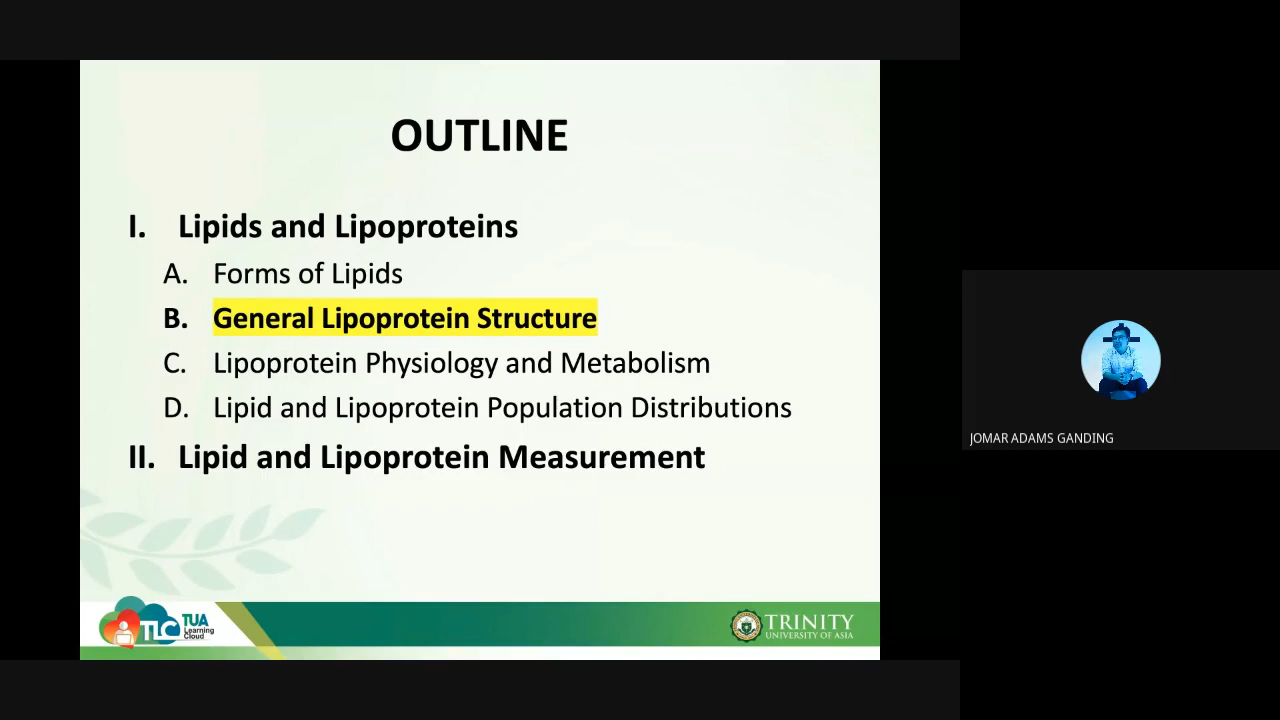 OUTLINE
I. Lipids and Lipoproteins
A. Forms of Lipids
B. General Lipoprotein Structure
C. Lipoprotein Physiology and Metabolism
D. Lipid and Lipoprotein Population Distributions
II. Lipid and Lipoprotein Measurement
TLC TUA Learning Cloud
TRINITY
UNIVERSITY OF ASIA
JOMAR ADAMS GANDING